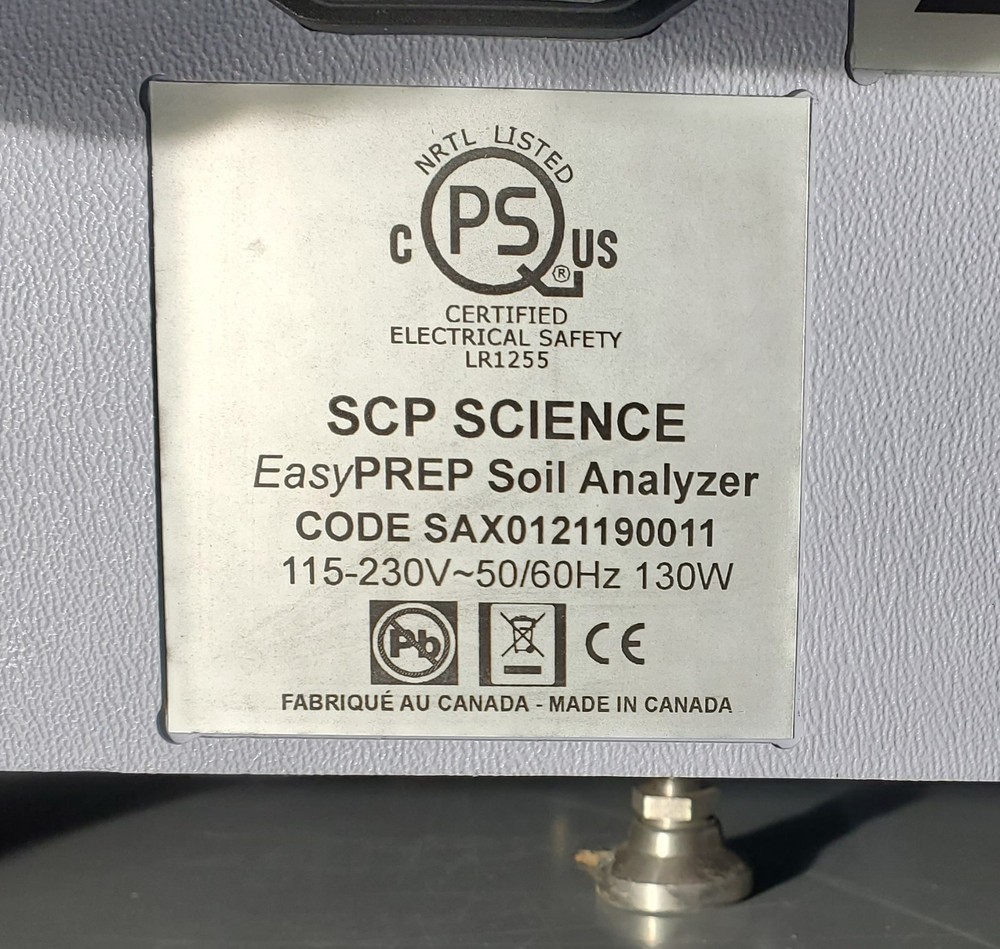 NRTL LISTED
C PS US
®
CERTIFIED
ELECTRICAL SAFETY
LR1255
SCP SCIENCE
EasyPREP Soil Analyzer
CODE SAX0121190011
115-230V~50/60Hz 130W
Pb CE
FABRIQUÉ AU CANADA - MADE IN CANADA